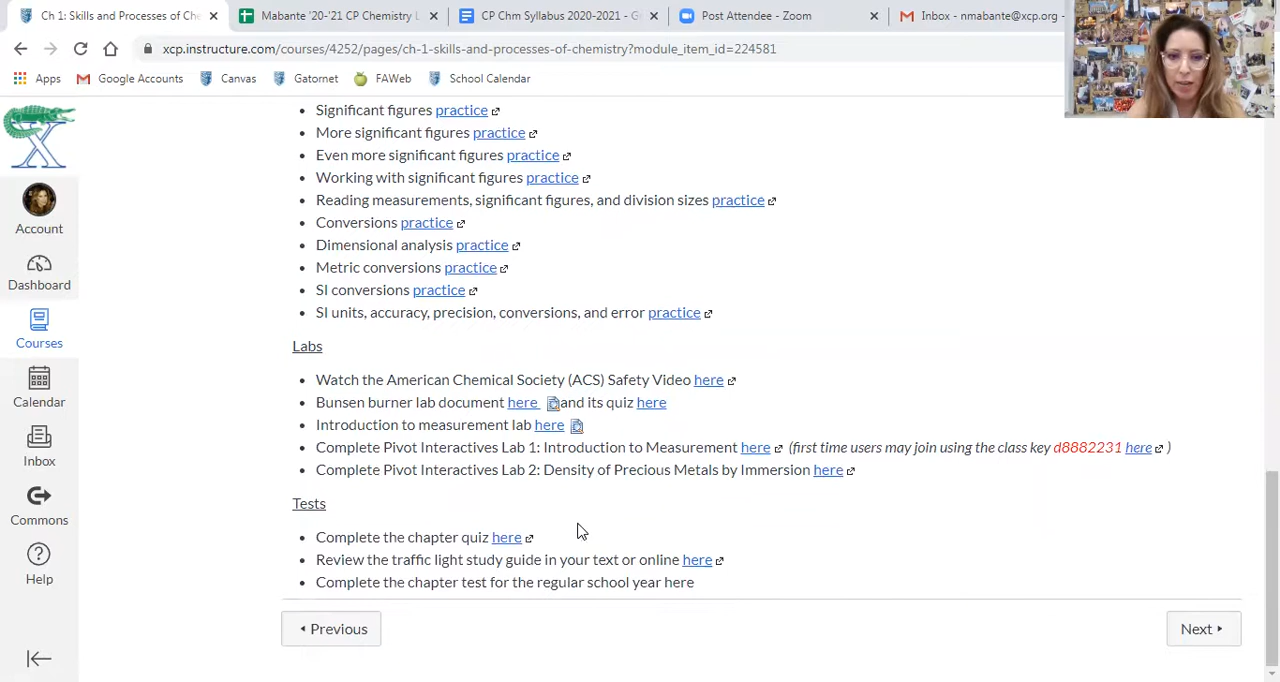 Ch 1: Skills and Processes of Che
Mabante '20-'21 CP Chemistry L
CP Chm Syllabus 2020-2021 - G
Post Attendee - Zoom
Inbox - nmabante@xcp.org -
xcp.instructure.com/courses/4252/pages/ch-1-skills-and-processes-of-chemistry?module_item_id=224581
Apps
Google Accounts
Canvas
Gatornet
FAWeb
School Calendar
X
Account
Dashboard
Courses
Calendar
Inbox
Commons
Help
Significant figures practice
More significant figures practice
Even more significant figures practice
Working with significant figures practice
Reading measurements, significant figures, and division sizes practice
Conversions practice
Dimensional analysis practice
Metric conversions practice
SI conversions practice
SI units, accuracy, precision, conversions, and error practice
Labs
Watch the American Chemical Society (ACS) Safety Video here
Bunsen burner lab document here and its quiz here
Introduction to measurement lab here
Complete Pivot Interactives Lab 1: Introduction to Measurement here (first time users may join using the class key d8882231 here )
Complete Pivot Interactives Lab 2: Density of Precious Metals by Immersion here
Tests
Complete the chapter quiz here
Review the traffic light study guide in your text or online here
Complete the chapter test for the regular school year here
Previous
Next